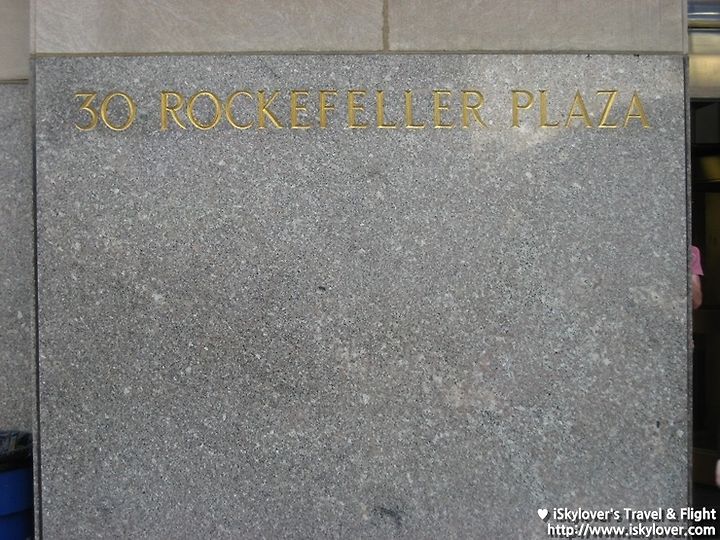 30 ROCKEFELLER PLAZA
♥ iSkylover's Travel & Flight
http://www.iskylover.com